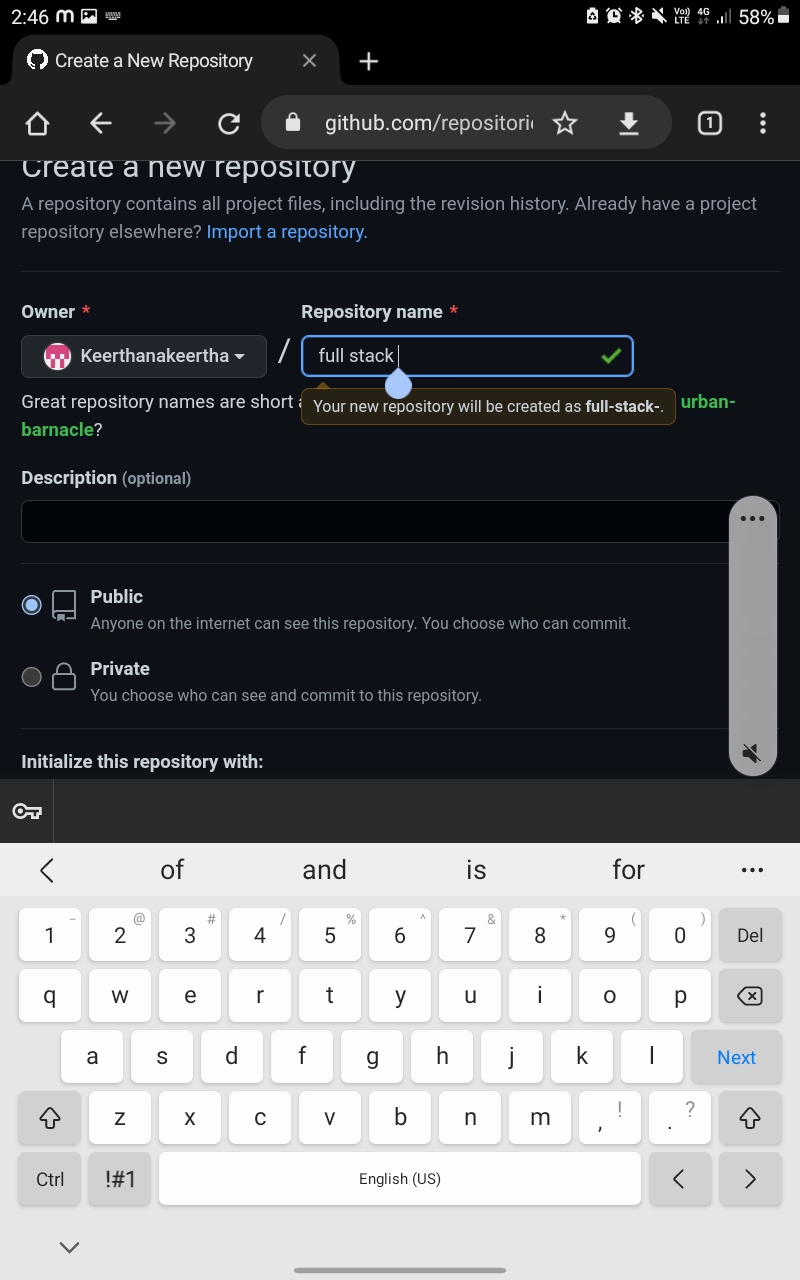 2:46 58%
Vo) LTE 4G
Create a New Repository
github.com/repositori
1
Create a new repository
A repository contains all project files, including the revision history. Already have a project
repository elsewhere? Import a repository.
Owner * Repository name *
Keerthanakeertha / full stack
Great repository names are short urban-
Your new repository will be created as full-stack-.
barnacle?
Description (optional)
Public
Anyone on the internet can see this repository. You choose who can commit.
Private
You choose who can see and commit to this repository.
Initialize this repository with:
of and is for
1 - 2 @ 3 # 4 / 5 % 6 ^ 7 & 8 * 9 ( 0 ) Del
q w e r t y u i o p
a s d f g h j k l Next
z x c v b n m , ! . ?
Ctrl !#1 English (US) < >